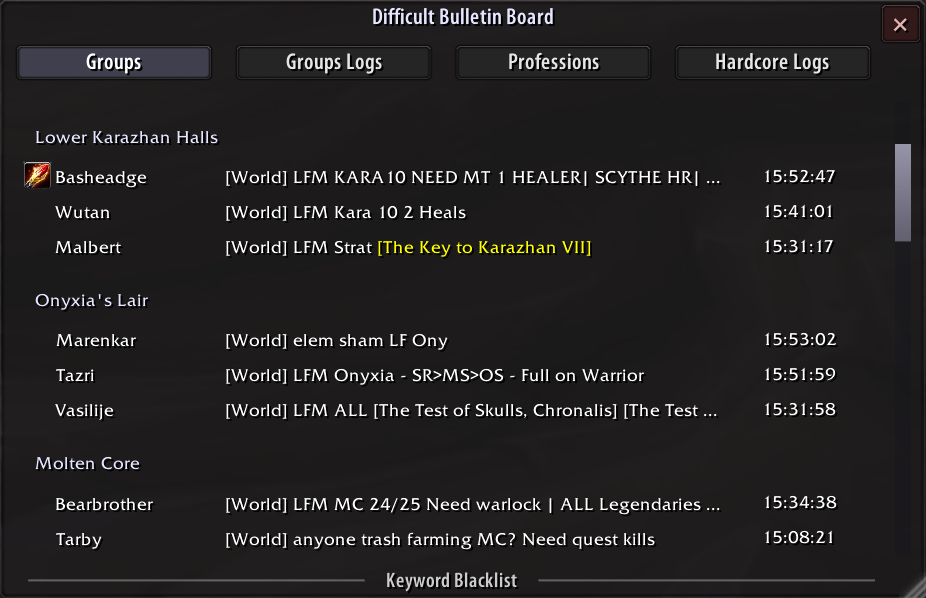 Difficult Bulletin Board
Groups Groups Logs Professions Hardcore Logs
Lower Karazhan Halls
Basheadge [World] LFM KARA10 NEED MT 1 HEALER| SCYTHE HR| ... 15:52:47
Wutan [World] LFM Kara 10 2 Heals 15:41:01
Malbert [World] LFM Strat [The Key to Karazhan VII] 15:31:17
Onyxia's Lair
Marenkar [World] elem sham LF Ony 15:53:02
Tazri [World] LFM Onyxia - SR>MS>OS - Full on Warrior 15:51:59
Vasilije [World] LFM ALL [The Test of Skulls, Chronalis] [The Test ... 15:31:58
Molten Core
Bearbrother [World] LFM MC 24/25 Need warlock | ALL Legendaries ... 15:34:38
Tarby [World] anyone trash farming MC? Need quest kills 15:08:21
Keyword Blacklist